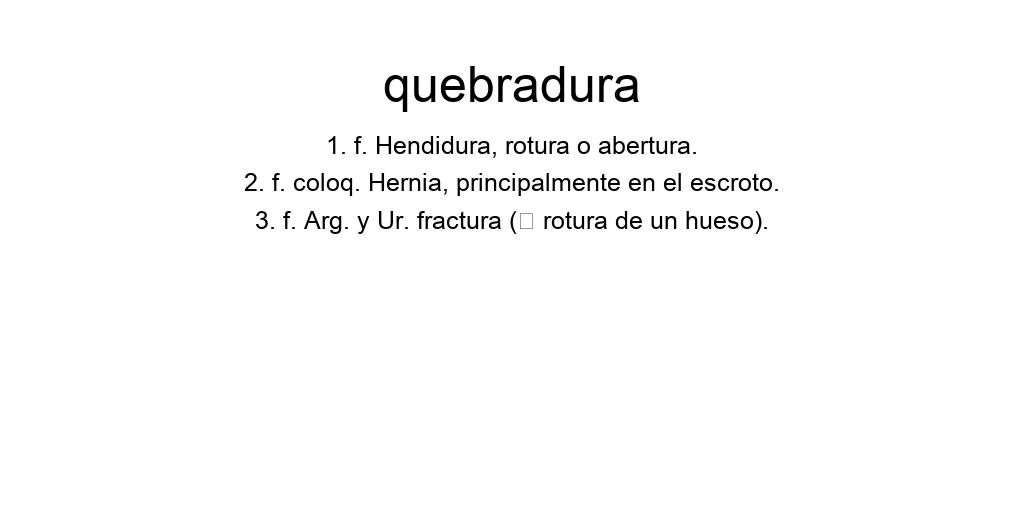 quebradura
1. f. Hendidura, rotura o abertura.
2. f. coloq. Hernia, principalmente en el escroto.
3. f. Arg. y Ur. fractura (□ rotura de un hueso).